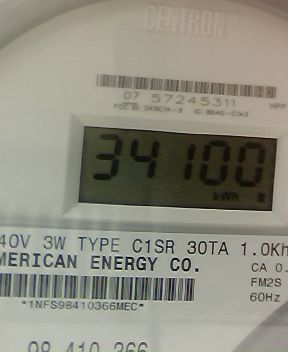 CENTRON®
07 57245311
34100
kWh
40V 3W TYPE C1SR 30TA 1.0Kh
MERICAN ENERGY CO.
CA 0.
FM2S
60Hz
*1NFS98410366MEC*
98 410 366